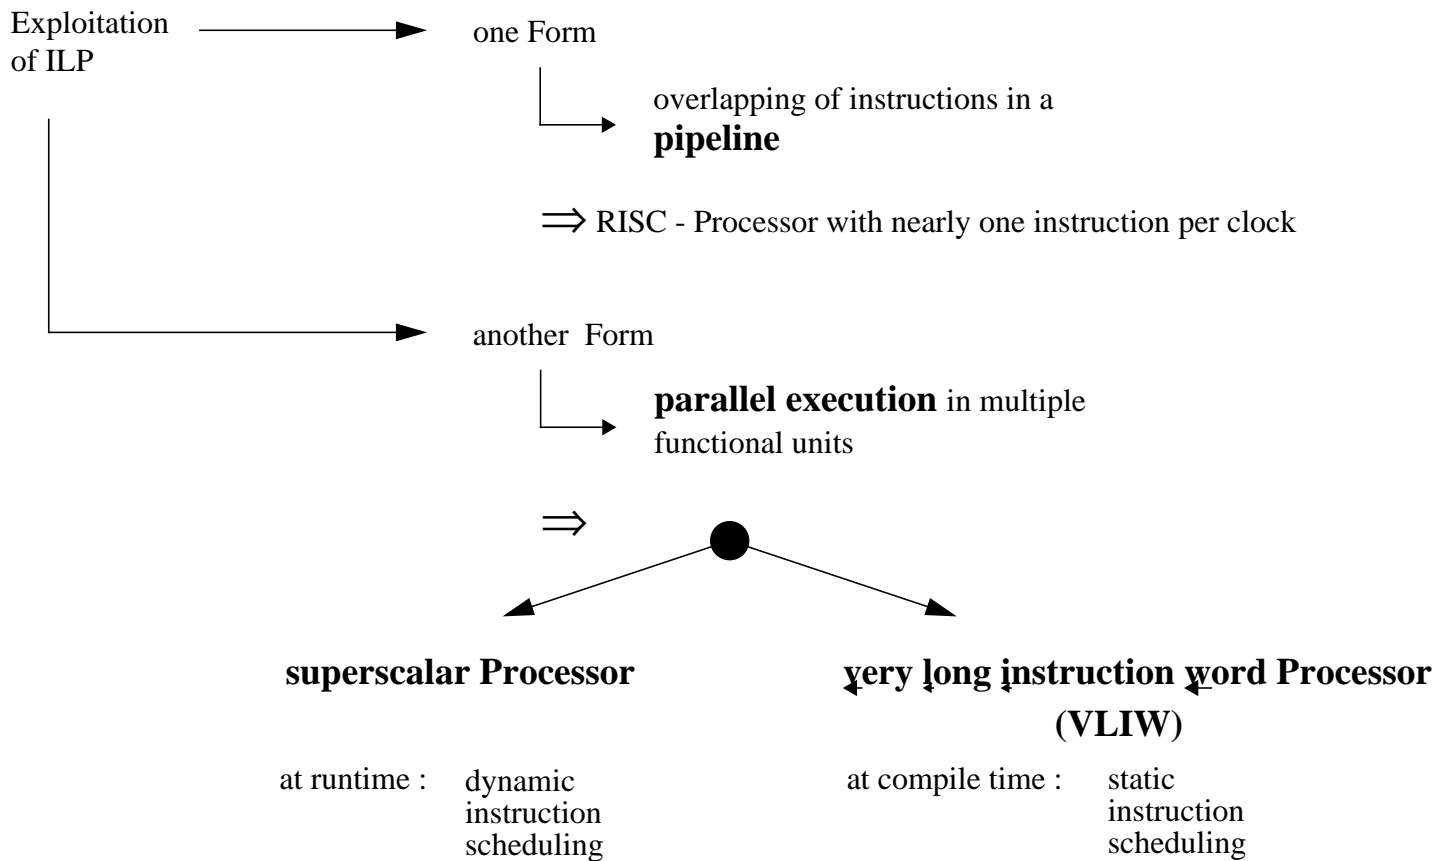 Exploitation
of ILP
one Form
overlapping of instructions in a
pipeline
⇒ RISC - Processor with nearly one instruction per clock
another Form
parallel execution in multiple
functional units
⇒
superscalar Processor
very long instruction word Processor
(VLIW)
at runtime :
dynamic
instruction
scheduling
at compile time :
static
instruction
scheduling